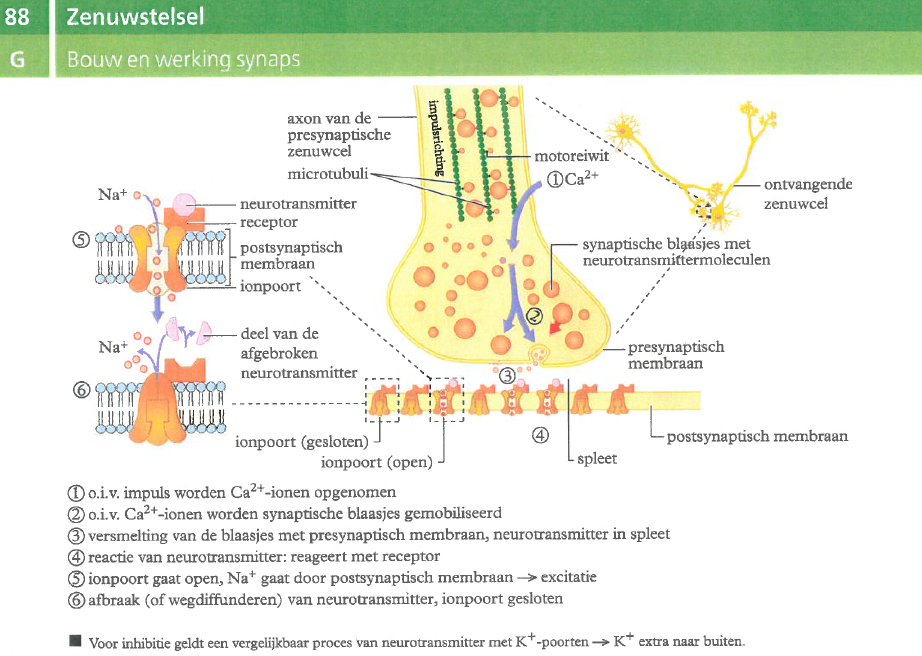 88 Zenuwstelsel
G Bouw en werking synaps
axon van de
presynaptische
zenuwcel
microtubuli
impulsrichting
motoreiwit
① Ca²⁺
ontvangende
zenuwcel
synaptische blaasjes met
neurotransmittermoleculen
②
presynaptisch
membraan
③
④
postsynaptisch membraan
spleet
Na⁺
neurotransmitter
receptor
⑤
postsynaptisch
membraan
ionpoort
deel van de
afgebroken
neurotransmitter
Na⁺
⑥
ionpoort (gesloten)
ionpoort (open)
① o.i.v. impuls worden Ca²⁺-ionen opgenomen
② o.i.v. Ca²⁺-ionen worden synaptische blaasjes gemobiliseerd
③ versmelting van de blaasjes met presynaptisch membraan, neurotransmitter in spleet
④ reactie van neurotransmitter: reageert met receptor
⑤ ionpoort gaat open, Na⁺ gaat door postsynaptisch membraan → excitatie
⑥ afbraak (of wegdiffunderen) van neurotransmitter, ionpoort gesloten
■ Voor inhibitie geldt een vergelijkbaar proces van neurotransmitter met K⁺-poorten → K⁺ extra naar buiten.